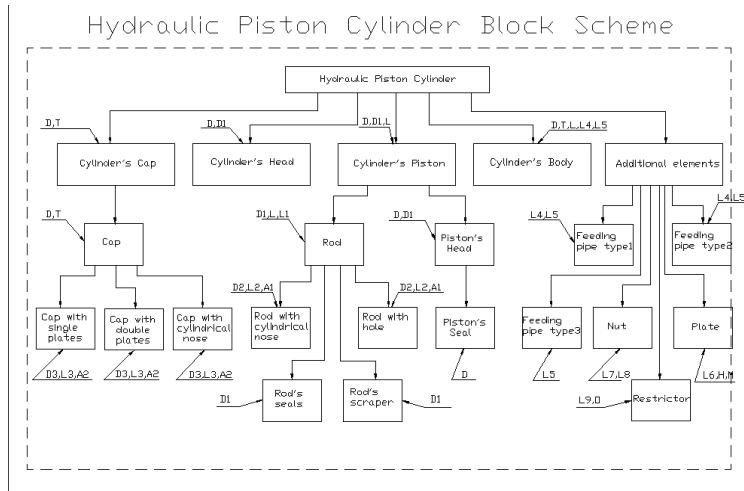 Hydraulic Piston Cylinder Block Scheme
Hydraulic Piston Cylinder
D,T
D,D1
D,D1,L
D,T,L,L4,L5
Cylinder's Cap
Cylinder's Head
Cylinder's Piston
Cylinder's Body
Additional elements
D,T
Cap
D1,L,L1
Rod
D,D1
Piston's
Head
L4,L5
Feeding
pipe type1
L4,L5
Feeding
pipe type2
D2,L2,A1
D2,L2,A1
Cap with
single
plates
Cap with
double
plates
Cap with
cylindrical
nose
Rod with
cylindrical
nose
Rod with
hole
Piston's
Seal
Feeding
pipe type3
Nut
Plate
D3,L3,A2
D3,L3,A2
D3,L3,A2
D
L5
L7,L8
L6,H,M
D1
Rod's
seals
Rod's
scraper
D1
L9,O
Restrictor